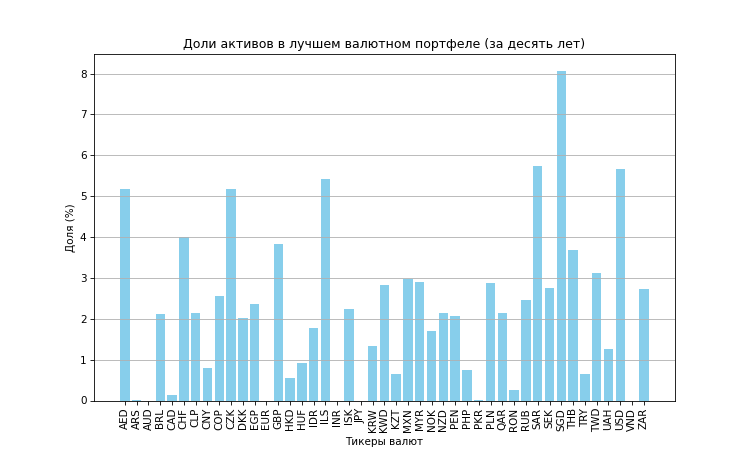 Доли активов в лучшем валютном портфеле (за десять лет)
Доля (%)
8
7
6
5
4
3
2
1
0
AED ARS AUD BRL CAD CHF CLP CNY COP CZK DKK EGP EUR GBP HKD HUF IDR ILS INR ISK JPY KRW KWD KZT MXN MYR NOK NZD PEN PHP PKR PLN QAR RON RUB SAR SEK SGD THB TRY TWD UAH USD VND ZAR
Тикеры валют